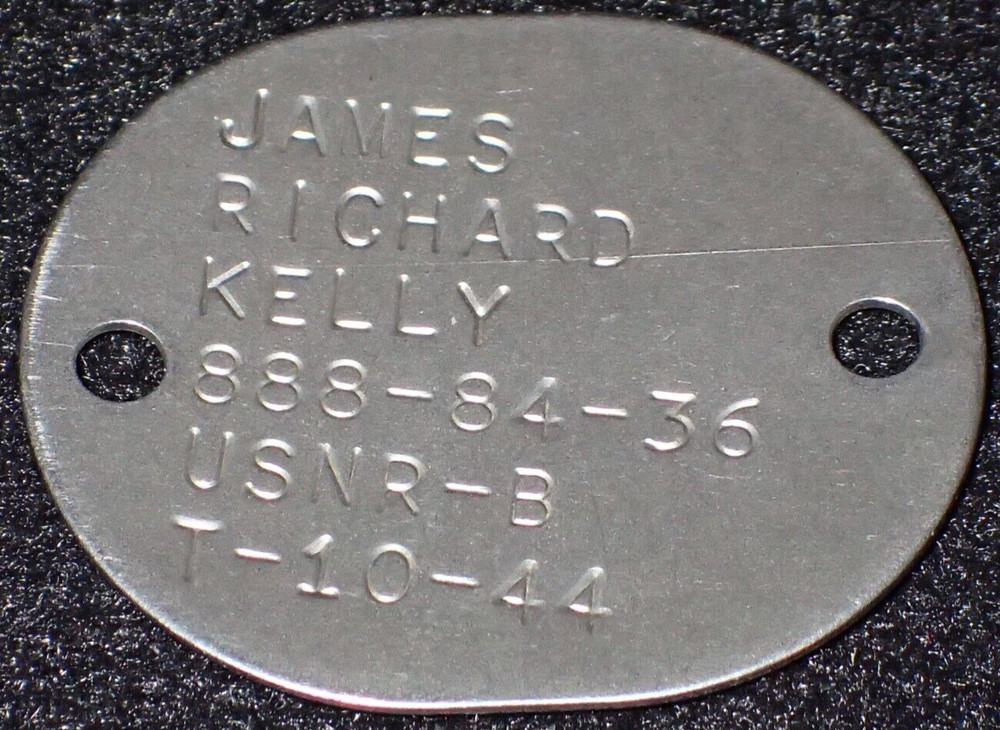 JAMES
RICHARD
KELLY
888-84-36
USNR-B
T-10-44